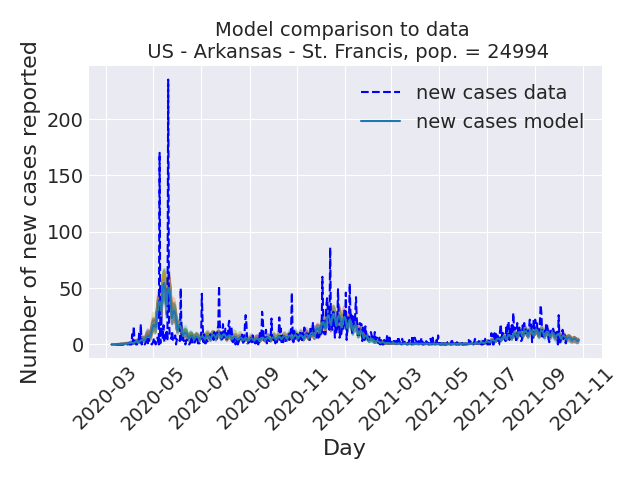 Model comparison to data
US - Arkansas - St. Francis, pop. = 24994
Number of new cases reported
200
150
100
50
0
new cases data
new cases model
2020-03
2020-05
2020-07
2020-09
2020-11
2021-01
2021-03
2021-05
2021-07
2021-09
2021-11
Day